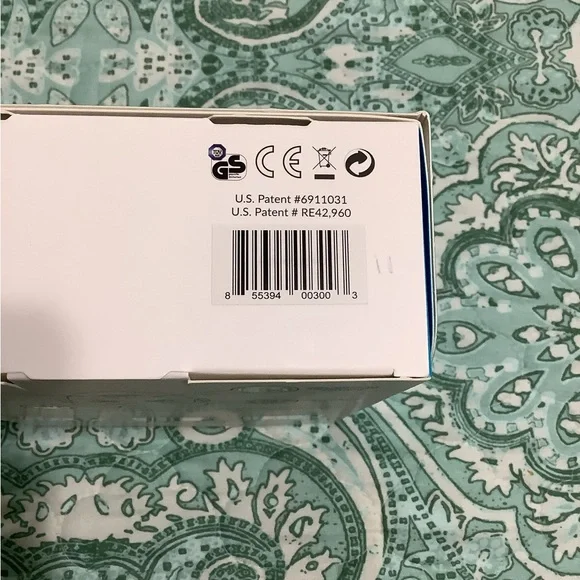 GS CE
U.S. Patent #6911031
U.S. Patent # RE42,960
8 55394 00300 3